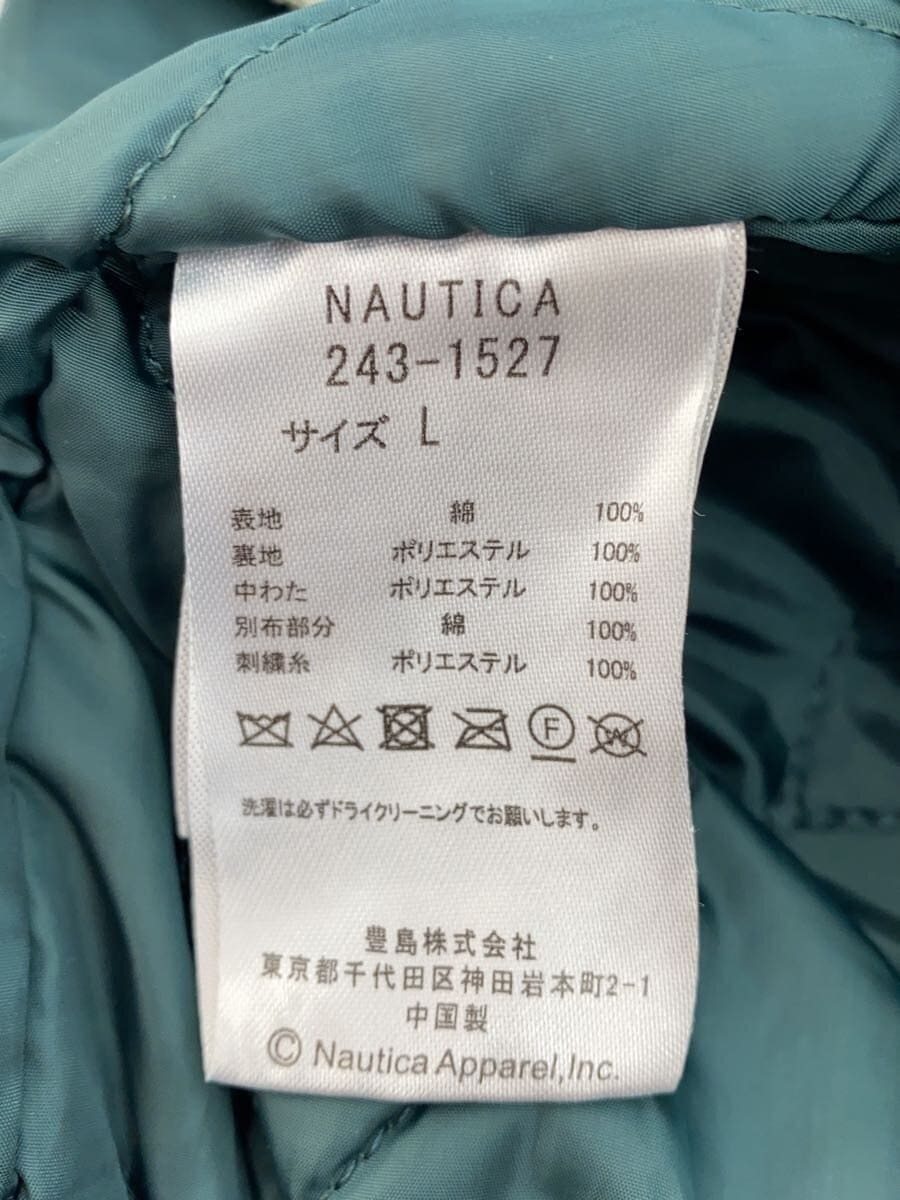 NAUTICA
243-1527
サイズ L
表地 綿 100%
裏地 ポリエステル 100%
中わた ポリエステル 100%
別布部分 綿 100%
刺繍糸 ポリエステル 100%
F W
洗濯は必ずドライクリーニングでお願いします。
豊島株式会社
東京都千代田区神田岩本町2-1
中国製
© Nautica Apparel,Inc.